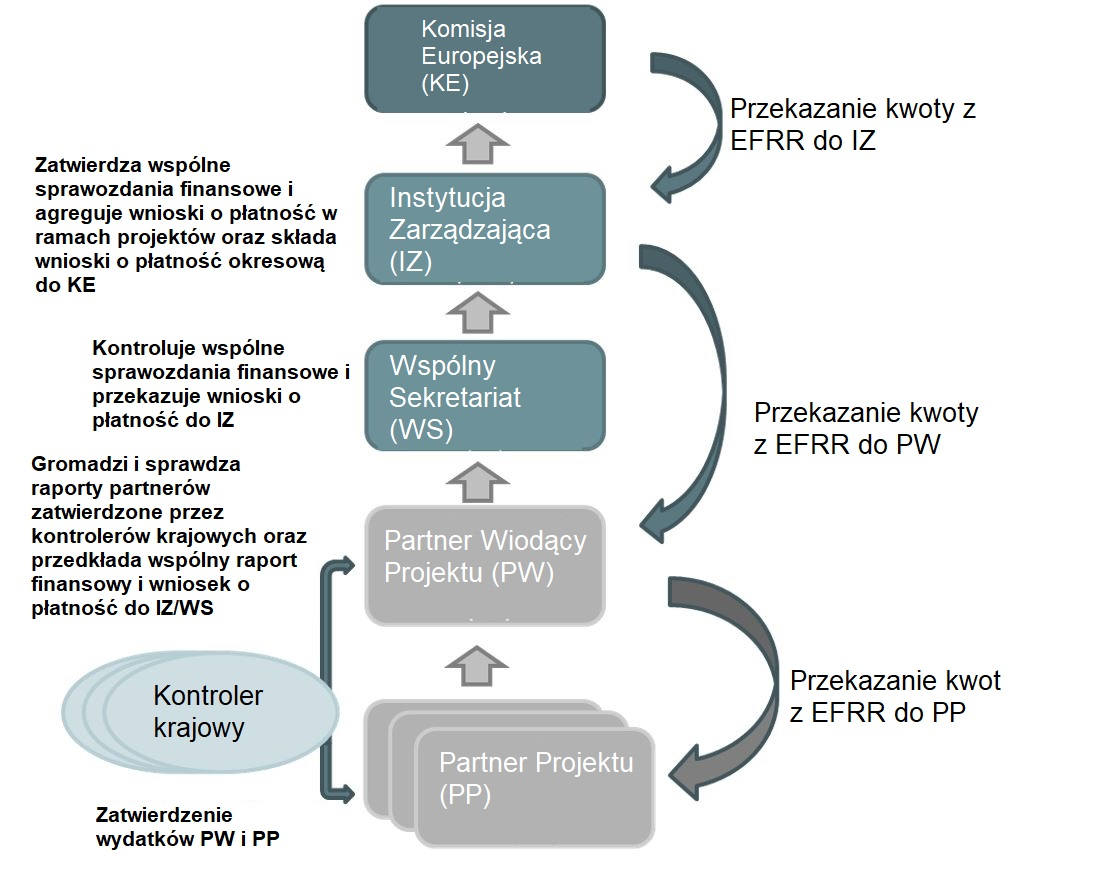 Komisja
Europejska
(KE)
Przekazanie kwoty z
EFRR do IZ
Zatwierdza wspólne
sprawozdania finansowe i
agreguje wnioski o płatność w
ramach projektów oraz składa
wnioski o płatność okresową
do KE
Instytucja
Zarządzająca
(IZ)
Kontroluje wspólne
sprawozdania finansowe i
przekazuje wnioski o
płatność do IZ
Wspólny
Sekretariat
(WS)
Przekazanie kwoty
z EFRR do PW
Gromadzi i sprawdza
raporty partnerów
zatwierdzone przez
kontrolerów krajowych oraz
przedkłada wspólny raport
finansowy i wniosek o
płatność do IZ/WS
Partner Wiodący
Projektu (PW)
Kontroler
krajowy
Przekazanie kwot
z EFRR do PP
Partner Projektu
(PP)
Zatwierdzenie
wydatków PW i PP